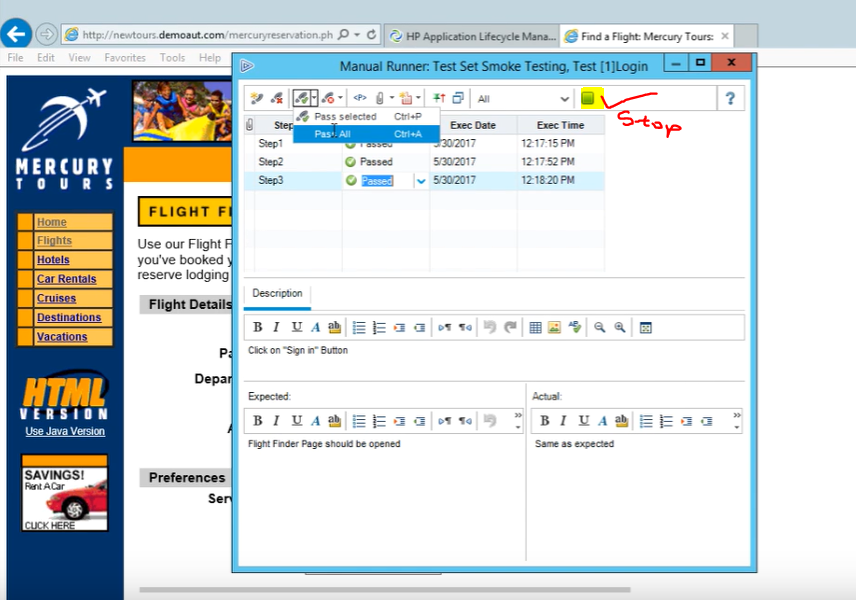 http://newtours.demoaut.com/mercuryreservation.ph
HP Application Lifecycle Mana...
Find a Flight: Mercury Tours:
File Edit View Favorites Tools Help
Manual Runner: Test Set Smoke Testing, Test [1]Login
All
Stop
Pass selected Ctrl+P
Pass All Ctrl+A
Step Exec Date Exec Time
Step1 Passed 5/30/2017 12:17:15 PM
Step2 Passed 5/30/2017 12:17:52 PM
Step3 Passed 5/30/2017 12:18:20 PM
Description
B I U A ab
Click on "Sign in" Button
Expected:
B I U A ab
Flight Finder Page should be opened
Actual:
B I U A ab
Same as expected
MERCURY
TOURS
Home
Flights
Hotels
Car Rentals
Cruises
Destinations
Vacations
HTML
VERSION
Use Java Version
SAVINGS!
Rent A Car
CLICK HERE
FLIGHT FI
Use our Flight F
you've booked y
reserve lodging
Flight Details
Pa
Depar
A
Preferences
Serv